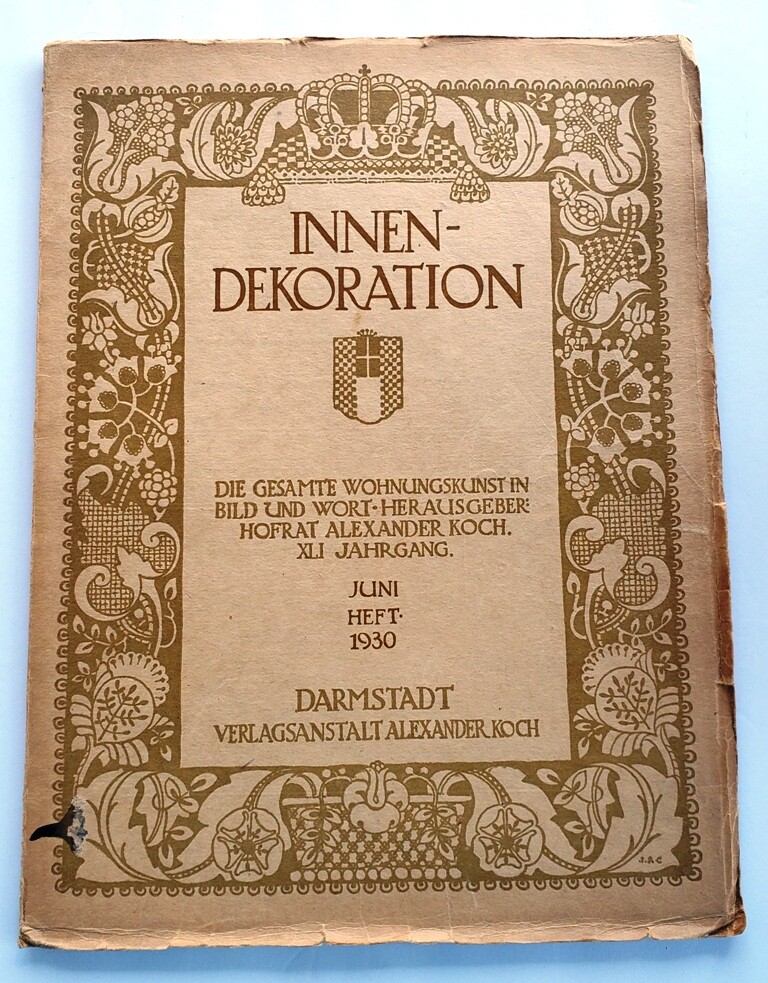 INNEN-
DEKORATION
DIE GESAMTE WOHNUNGSKUNST IN
BILD UND WORT·HERAUSGEBER:
HOFRAT ALEXANDER KOCH.
XLI JAHRGANG.
JUNI
HEFT·
1930
DARMSTADT
VERLAGSANSTALT ALEXANDER KOCH